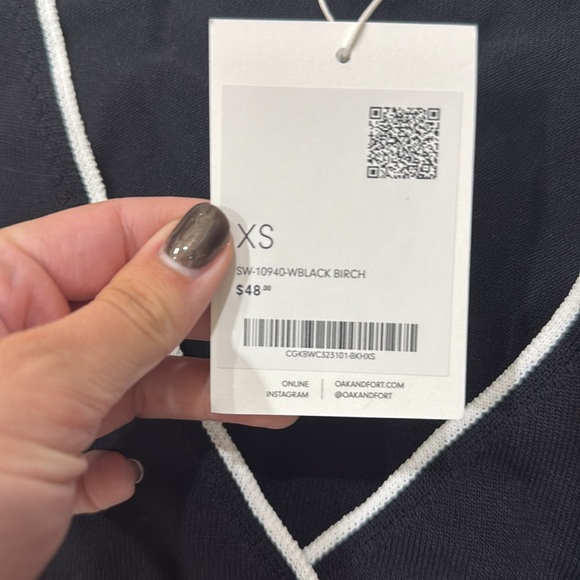 XS
SW-10940-WBLACK BIRCH
$48.00
CGKBWC323101-BKHXS
ONLINE | OAKANDFORT.COM
INSTAGRAM | @OAKANDFORT